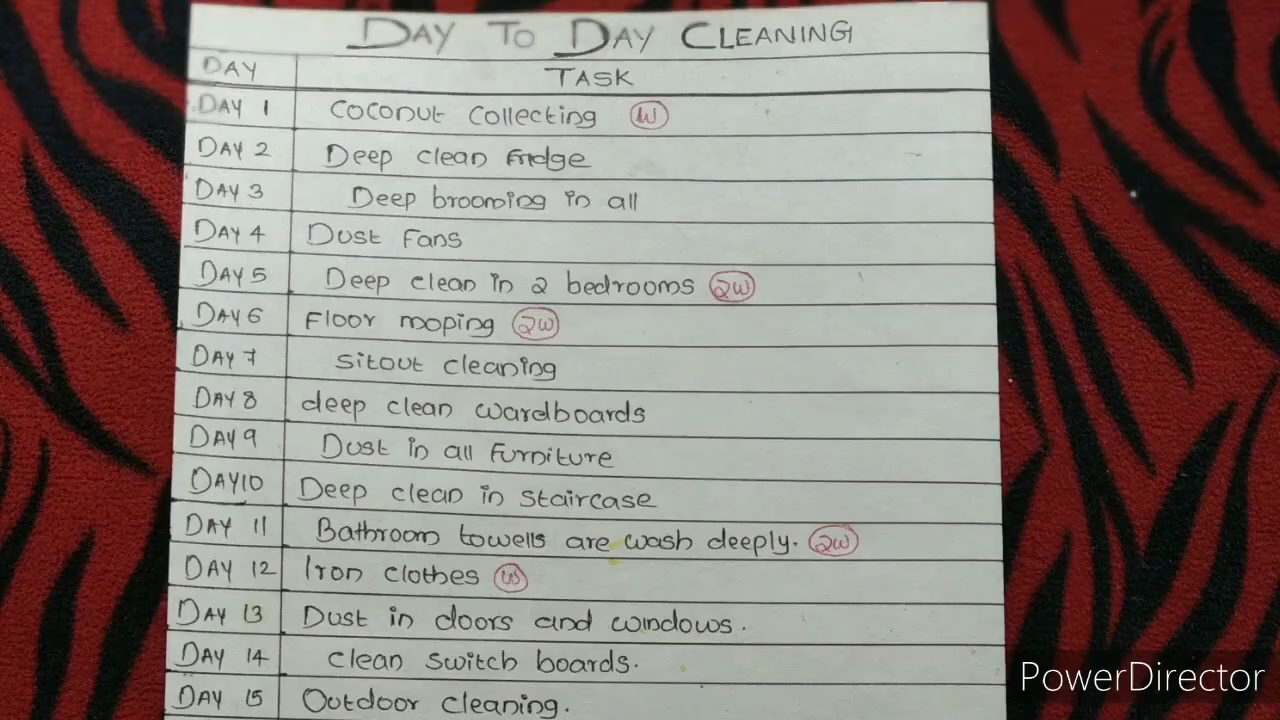 DAY TO DAY CLEANING
DAY TASK
DAY 1 Coconut Collecting W
DAY 2 Deep clean Fridge
DAY 3 Deep brooming in all
DAY 4 Dust Fans
DAY 5 Deep clean in 2 bedrooms 2W
DAY 6 Floor mooping 2W
DAY 7 Sitout cleaning
DAY 8 deep clean wardboards
DAY 9 Dust in all Furniture
DAY 10 Deep clean in Staircase
DAY 11 Bathroom towells are wash deeply. 2W
DAY 12 Iron clothes W
DAY 13 Dust in doors and windows.
DAY 14 clean switch boards.
DAY 15 Outdoor cleaning.
PowerDirector